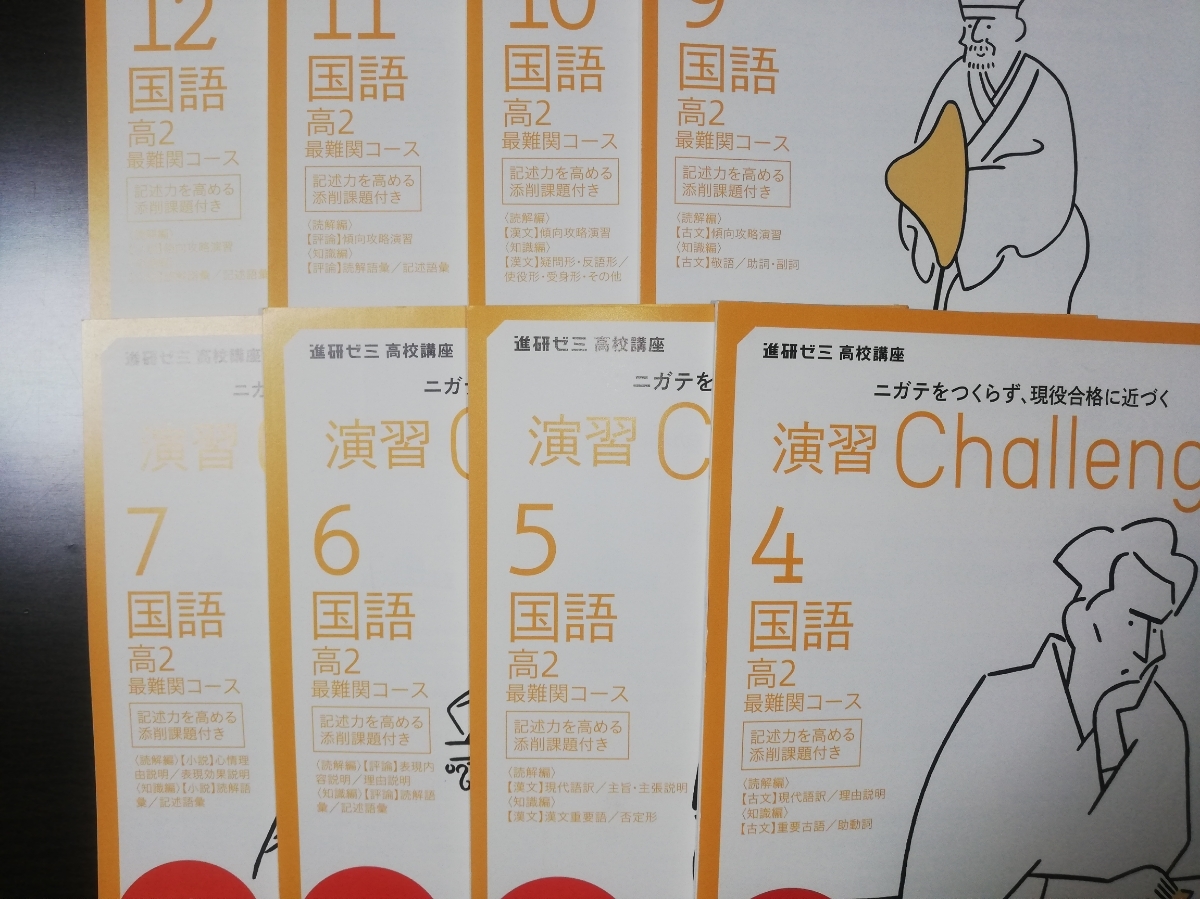 12
国語
高2
最難関コース
記述力を高める
添削課題付き
11
国語
高2
最難関コース
記述力を高める
添削課題付き
〈読解編〉
【評論】傾向攻略演習
〈知識編〉
【評論】読解語彙／記述語彙
10
国語
高2
最難関コース
記述力を高める
添削課題付き
〈読解編〉
【漢文】傾向攻略演習
〈知識編〉
【漢文】疑問形・反語形／
使役形・受身形・その他
9
国語
高2
最難関コース
記述力を高める
添削課題付き
〈読解編〉
【古文】傾向攻略演習
〈知識編〉
【古文】敬語／助詞・副詞
進研ゼミ 高校講座
ニガ
演習
7
国語
高2
最難関コース
記述力を高める
添削課題付き
〈読解編〉【小説】心情理
由説明／表現効果説明
〈知識編〉【小説】読解語
彙／記述語彙
進研ゼミ 高校講座
ニガ
演習 C
6
国語
高2
最難関コース
記述力を高める
添削課題付き
〈読解編〉【評論】表現内
容説明／理由説明
〈知識編〉【評論】読解語
彙／記述語彙
進研ゼミ 高校講座
ニガテを
演習 C
5
国語
高2
最難関コース
記述力を高める
添削課題付き
〈読解編〉
【漢文】現代語訳／主旨・主張説明
〈知識編〉
【漢文】漢文重要語／否定形
進研ゼミ 高校講座
ニガテをつくらず、現役合格に近づく
演習 Challeng
4
国語
高2
最難関コース
記述力を高める
添削課題付き
〈読解編〉
【古文】現代語訳／理由説明
〈知識編〉
【古文】重要古語／助動詞